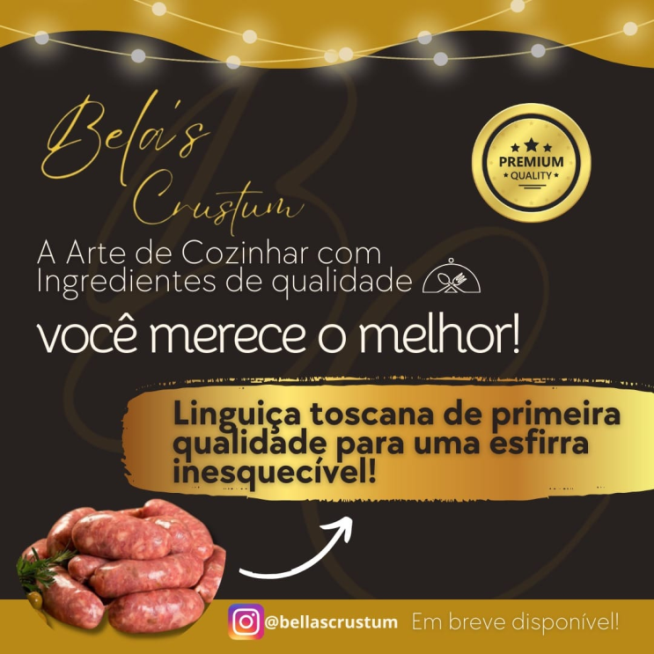 Bela's
Crustum
PREMIUM
• QUALITY •
A Arte de Cozinhar com
Ingredientes de qualidade
você merece o melhor!
Linguiça toscana de primeira
qualidade para uma esfirra
inesquecível!
@bellascrustum Em breve disponível!